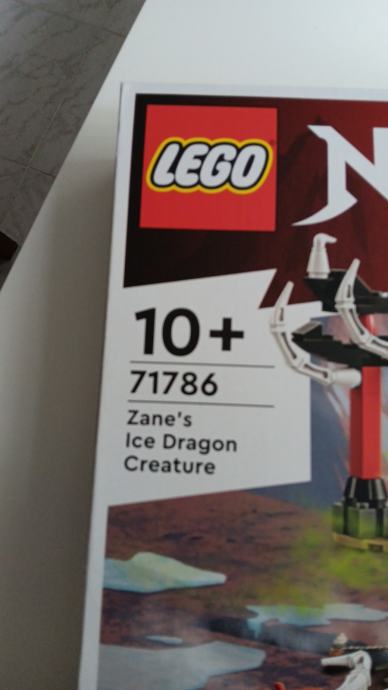 LEGO
N
10+
71786
Zane's
Ice Dragon
Creature